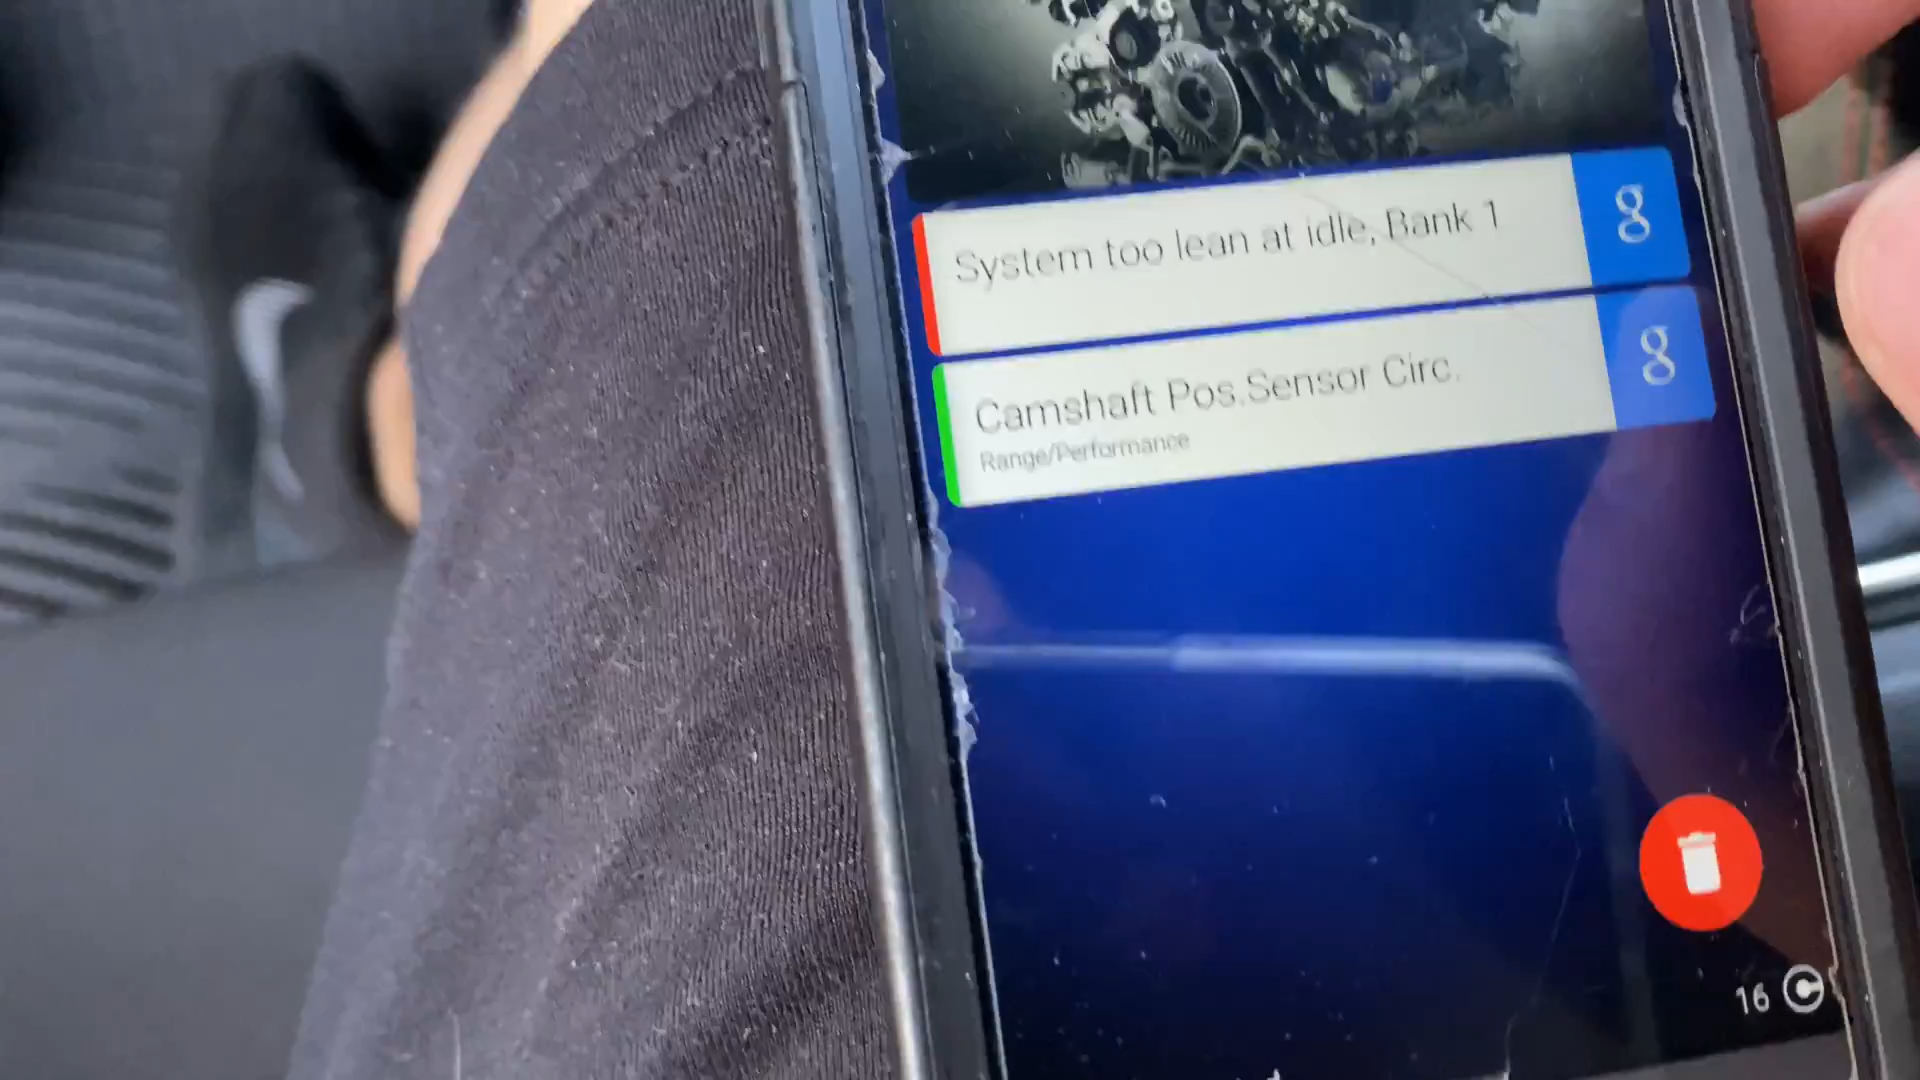 System too lean at idle, Bank 1
g
Camshaft Pos.Sensor Circ.
Range/Performance
g
16